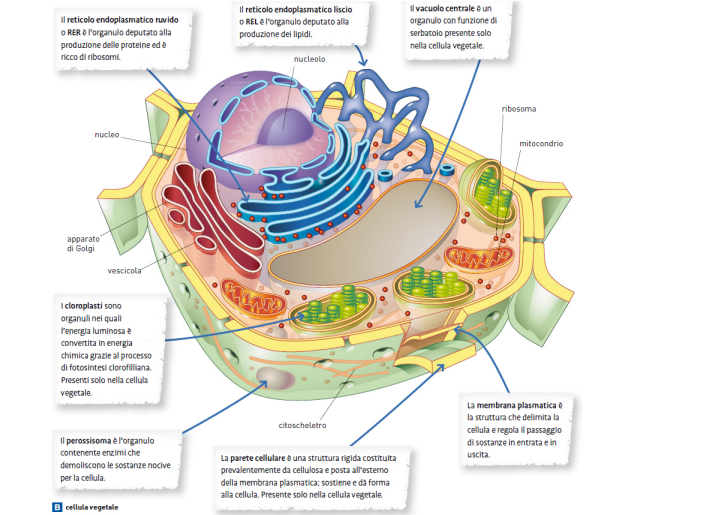 Il reticolo endoplasmatico ruvido
o RER è l'organulo deputato alla
produzione delle proteine ed è
ricco di ribosomi.
Il reticolo endoplasmatico liscio
o REL è l'organulo deputato alla
produzione dei lipidi.
Il vacuolo centrale è un
organulo con funzione di
serbatoio presente solo
nella cellula vegetale.
nucleolo
ribosoma
nucleo
mitocondrio
apparato
di Golgi
vescicola
I cloroplasti sono
organuli nei quali
l'energia luminosa è
convertita in energia
chimica grazie al processo
di fotosintesi clorofilliana.
Presenti solo nella cellula
vegetale.
citoscheletro
La membrana plasmatica è
la struttura che delimita la
cellula e regola il passaggio
di sostanze in entrata e in
uscita.
Il perossisoma è l'organulo
contenente enzimi che
demoliscono le sostanze nocive
per la cellula.
La parete cellulare è una struttura rigida costituita
prevalentemente da cellulosa e posta all'esterno
della membrana plasmatica; sostiene e dà forma
alla cellula. Presente solo nella cellula vegetale.
B cellula vegetale